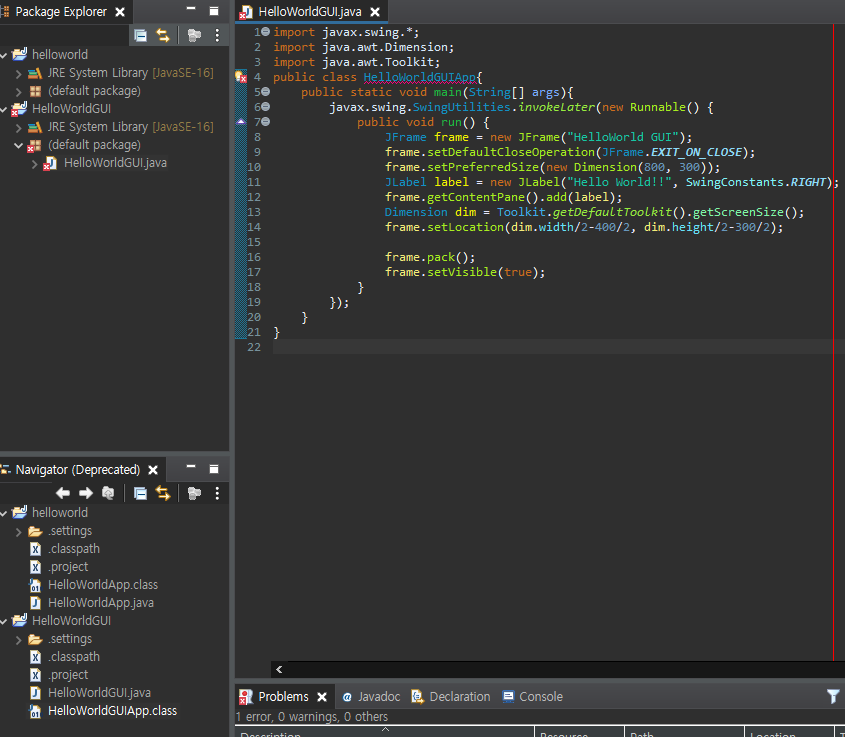 Package Explorer
helloworld
JRE System Library [JavaSE-16]
(default package)
HelloWorldGUI
JRE System Library [JavaSE-16]
(default package)
HelloWorldGUI.java
Navigator (Deprecated)
helloworld
.settings
.classpath
.project
HelloWorldApp.class
HelloWorldApp.java
HelloWorldGUI
.settings
.classpath
.project
HelloWorldGUI.java
HelloWorldGUIApp.class
HelloWorldGUI.java
1 import javax.swing.*;
2 import java.awt.Dimension;
3 import java.awt.Toolkit;
4 public class HelloWorldGUIApp{
5 public static void main(String[] args){
6 javax.swing.SwingUtilities.invokeLater(new Runnable() {
7 public void run() {
8 JFrame frame = new JFrame("HelloWorld GUI");
9 frame.setDefaultCloseOperation(JFrame.EXIT_ON_CLOSE);
10 frame.setPreferredSize(new Dimension(800, 300));
11 JLabel label = new JLabel("Hello World!!", SwingConstants.RIGHT);
12 frame.getContentPane().add(label);
13 Dimension dim = Toolkit.getDefaultToolkit().getScreenSize();
14 frame.setLocation(dim.width/2-400/2, dim.height/2-300/2);
15
16 frame.pack();
17 frame.setVisible(true);
18 }
19 });
20 }
21 }
22
Problems Javadoc Declaration Console
1 error, 0 warnings, 0 others
Description Resource Path Location